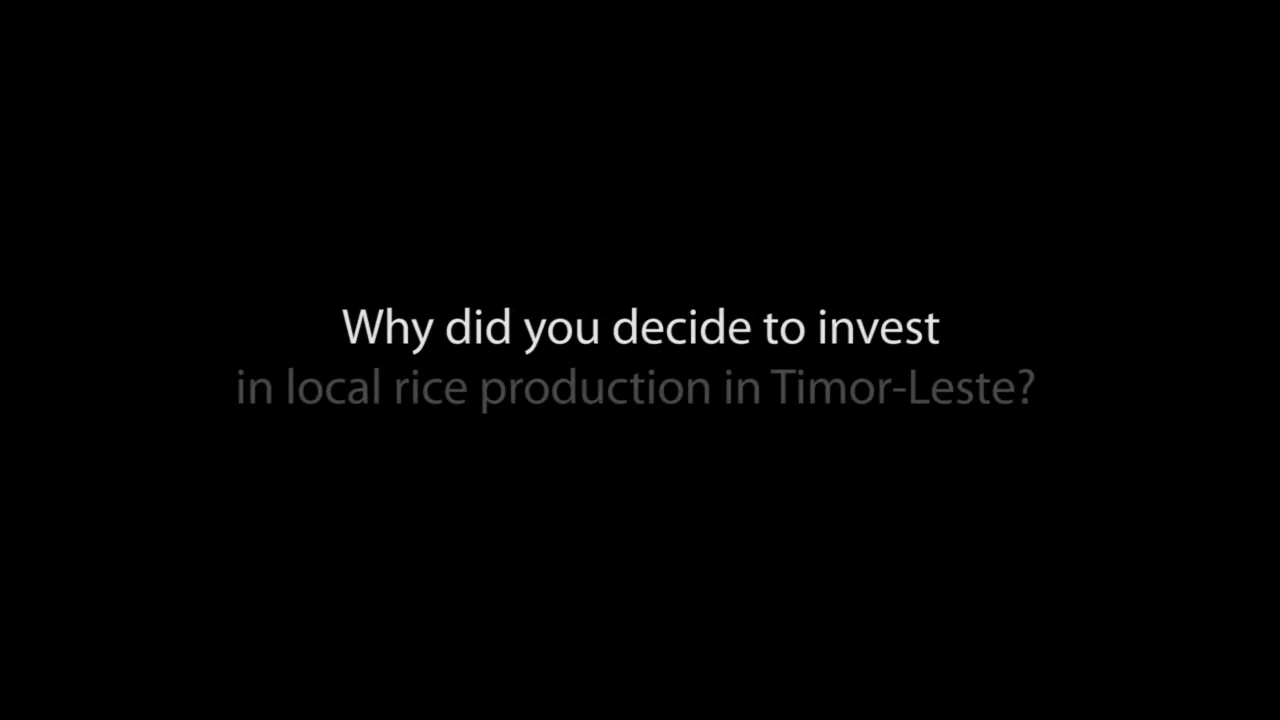 Why did you decide to invest
in local rice production in Timor-Leste?